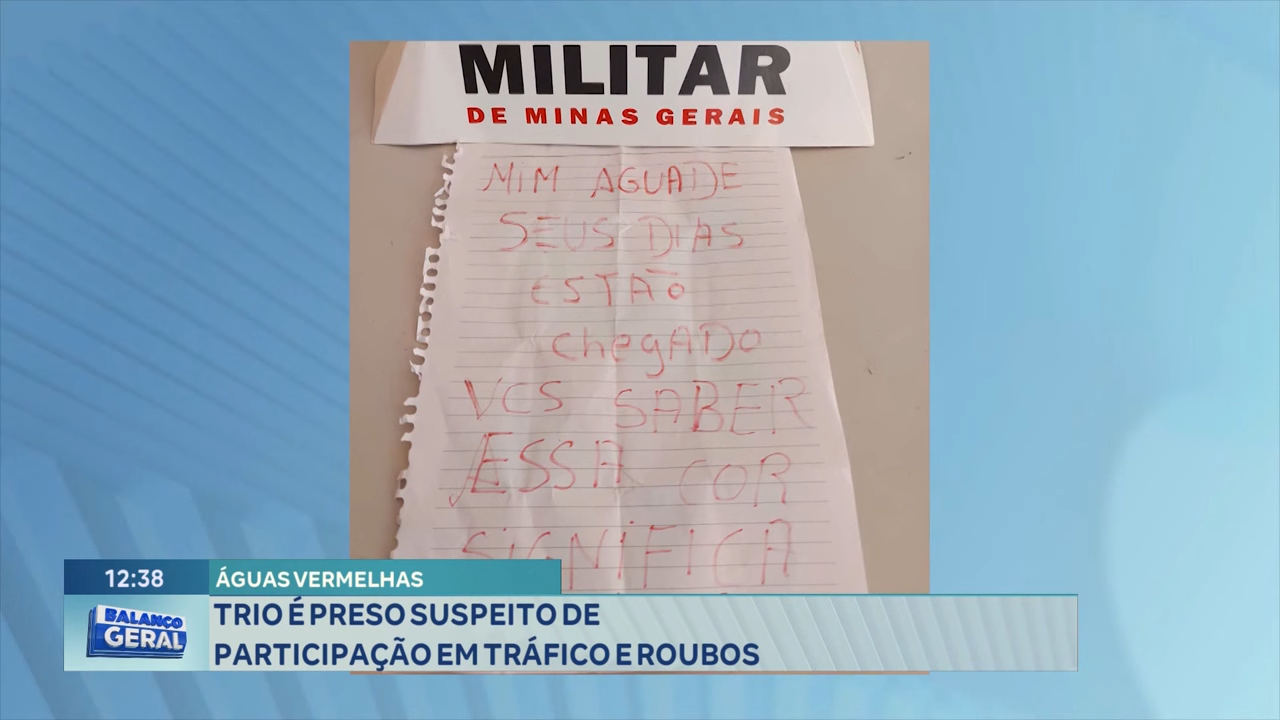 MILITAR
DE MINAS GERAIS
MIM AGUADE
SEUS DIAS
ESTÃO
chegADO
VCS SABER
ESSA COR
SiGNiFICA
12:38
ÁGUAS VERMELHAS
BALANÇO
GERAL
TRIO É PRESO SUSPEITO DE
PARTICIPAÇÃO EM TRÁFICO E ROUBOS